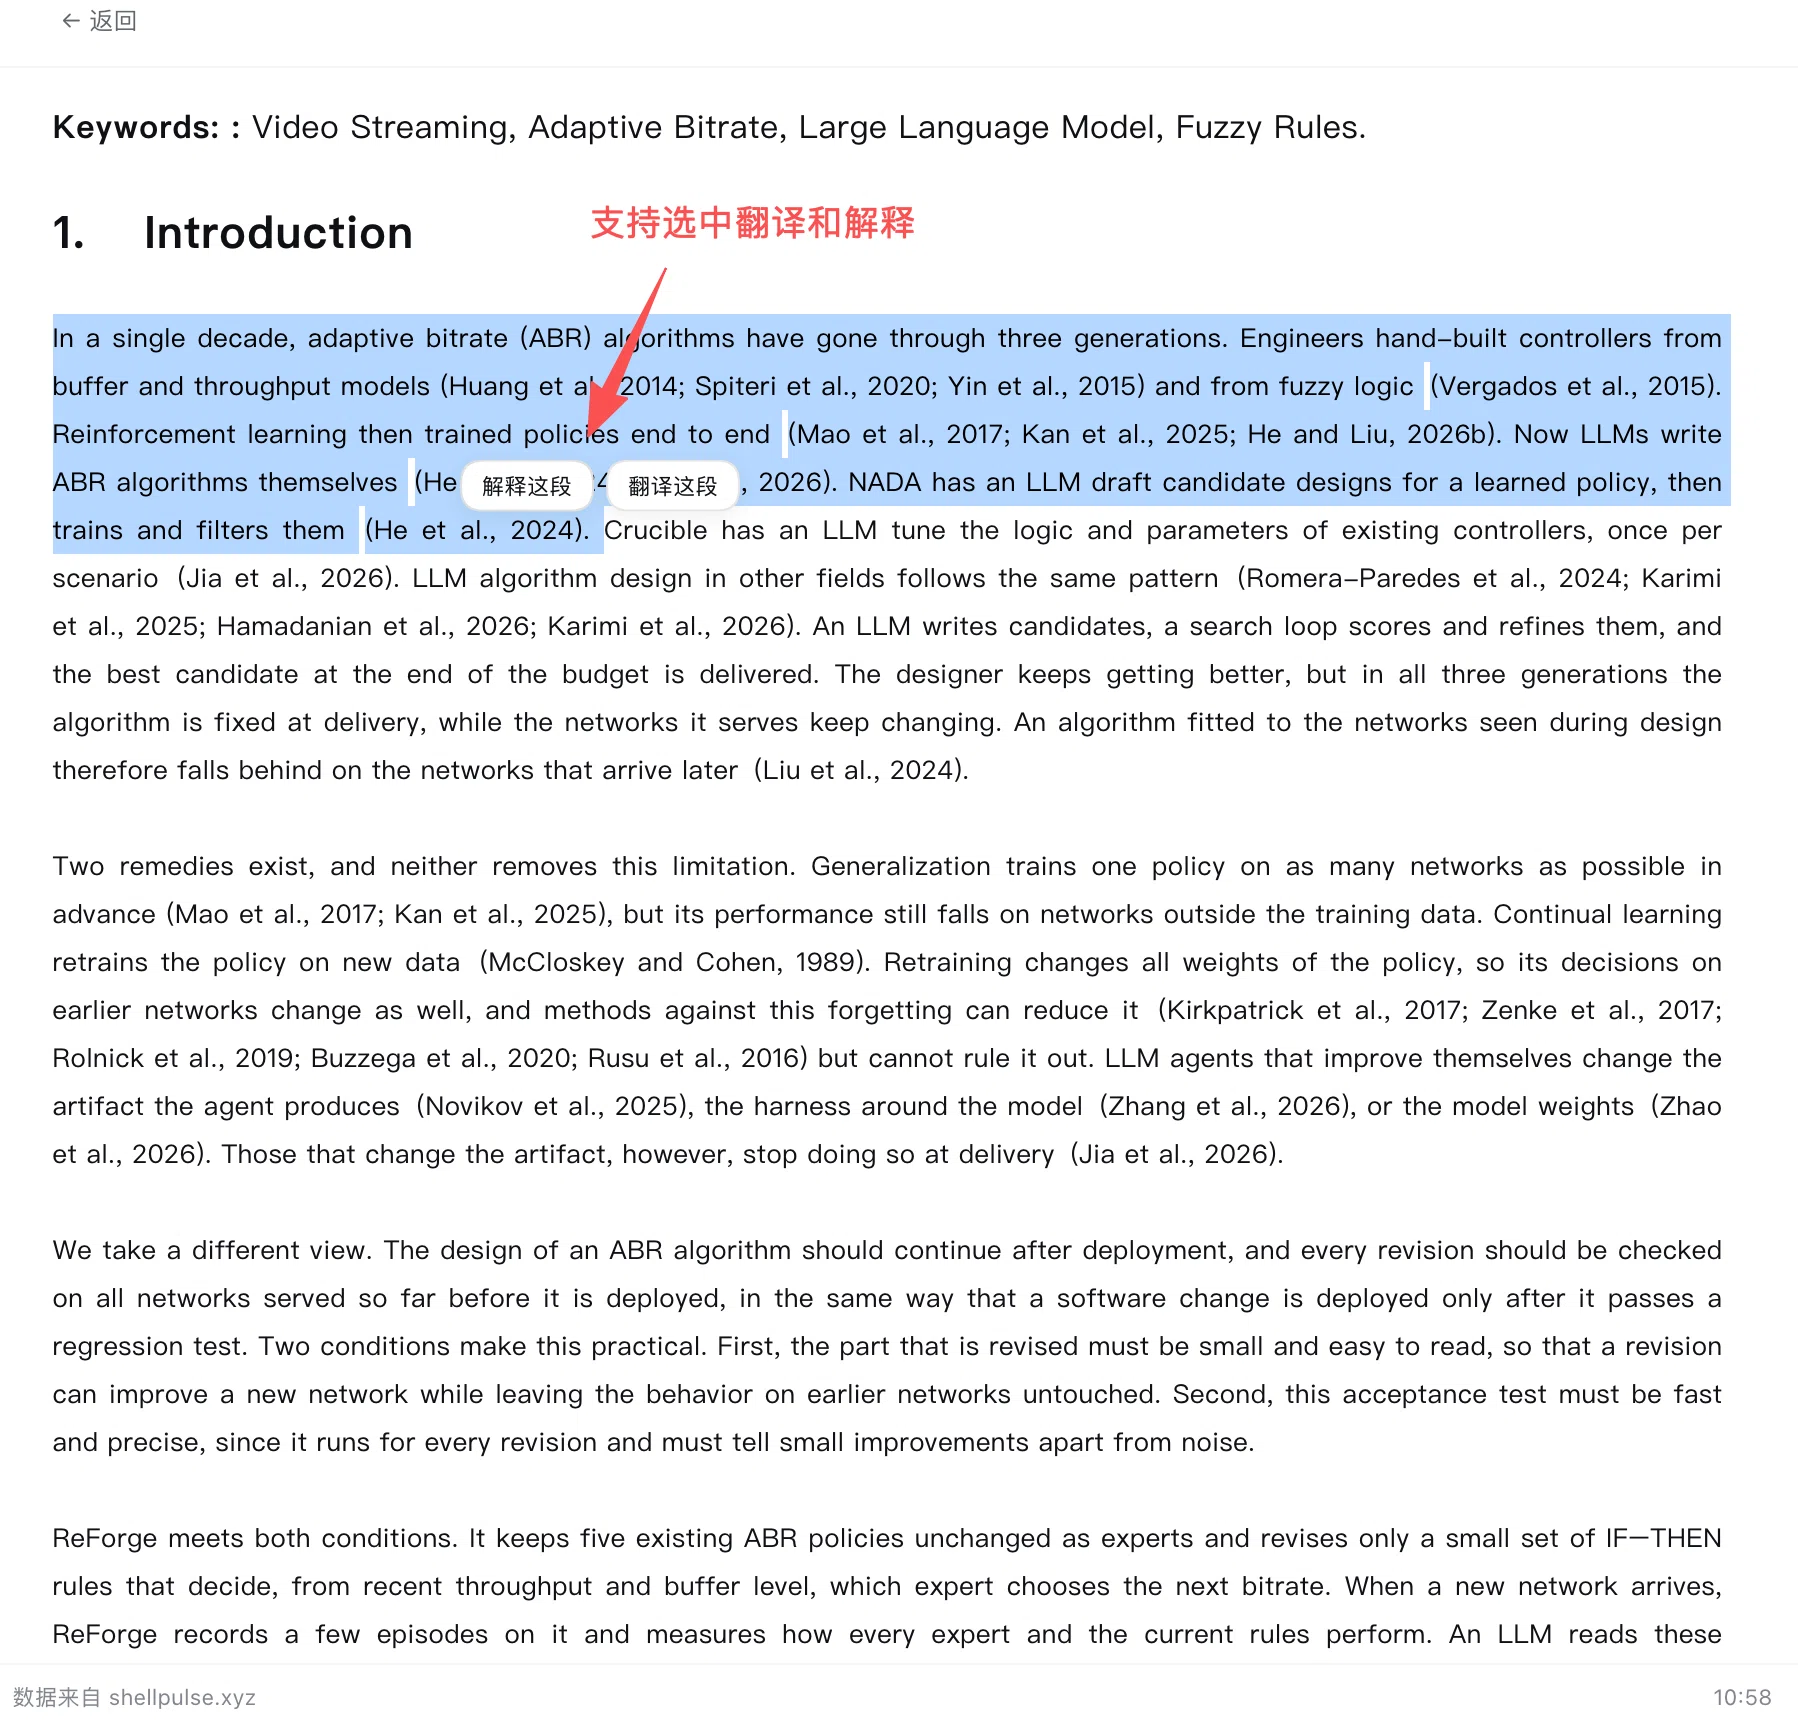 ← 返回
Keywords: : Video Streaming, Adaptive Bitrate, Large Language Model, Fuzzy Rules.
1. Introduction
支持选中翻译和解释
In a single decade, adaptive bitrate (ABR) algorithms have gone through three generations. Engineers hand-built controllers from
buffer and throughput models (Huang et al., 2014; Spiteri et al., 2020; Yin et al., 2015) and from fuzzy logic (Vergados et al., 2015).
Reinforcement learning then trained policies end to end (Mao et al., 2017; Kan et al., 2025; He and Liu, 2026b). Now LLMs write
ABR algorithms themselves (He 解释这段 翻译这段 , 2026). NADA has an LLM draft candidate designs for a learned policy, then
trains and filters them (He et al., 2024). Crucible has an LLM tune the logic and parameters of existing controllers, once per
scenario (Jia et al., 2026). LLM algorithm design in other fields follows the same pattern (Romera-Paredes et al., 2024; Karimi
et al., 2025; Hamadanian et al., 2026; Karimi et al., 2026). An LLM writes candidates, a search loop scores and refines them, and
the best candidate at the end of the budget is delivered. The designer keeps getting better, but in all three generations the
algorithm is fixed at delivery, while the networks it serves keep changing. An algorithm fitted to the networks seen during design
therefore falls behind on the networks that arrive later (Liu et al., 2024).
Two remedies exist, and neither removes this limitation. Generalization trains one policy on as many networks as possible in
advance (Mao et al., 2017; Kan et al., 2025), but its performance still falls on networks outside the training data. Continual learning
retrains the policy on new data (McCloskey and Cohen, 1989). Retraining changes all weights of the policy, so its decisions on
earlier networks change as well, and methods against this forgetting can reduce it (Kirkpatrick et al., 2017; Zenke et al., 2017;
Rolnick et al., 2019; Buzzega et al., 2020; Rusu et al., 2016) but cannot rule it out. LLM agents that improve themselves change the
artifact the agent produces (Novikov et al., 2025), the harness around the model (Zhang et al., 2026), or the model weights (Zhao
et al., 2026). Those that change the artifact, however, stop doing so at delivery (Jia et al., 2026).
We take a different view. The design of an ABR algorithm should continue after deployment, and every revision should be checked
on all networks served so far before it is deployed, in the same way that a software change is deployed only after it passes a
regression test. Two conditions make this practical. First, the part that is revised must be small and easy to read, so that a revision
can improve a new network while leaving the behavior on earlier networks untouched. Second, this acceptance test must be fast
and precise, since it runs for every revision and must tell small improvements apart from noise.
ReForge meets both conditions. It keeps five existing ABR policies unchanged as experts and revises only a small set of IF—THEN
rules that decide, from recent throughput and buffer level, which expert chooses the next bitrate. When a new network arrives,
ReForge records a few episodes on it and measures how every expert and the current rules perform. An LLM reads these
数据来自 shellpulse.xyz
10:58